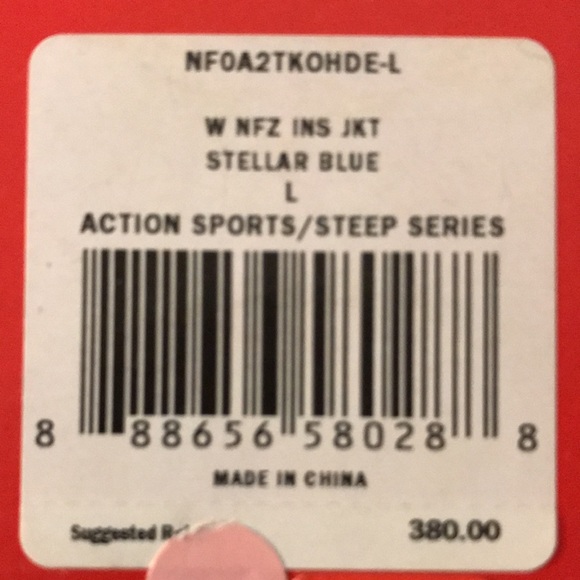 NF0A2TKOHDE-L
W NFZ INS JKT
STELLAR BLUE
L
ACTION SPORTS/STEEP SERIES
8 88656 58028 8
MADE IN CHINA
Suggested 380.00